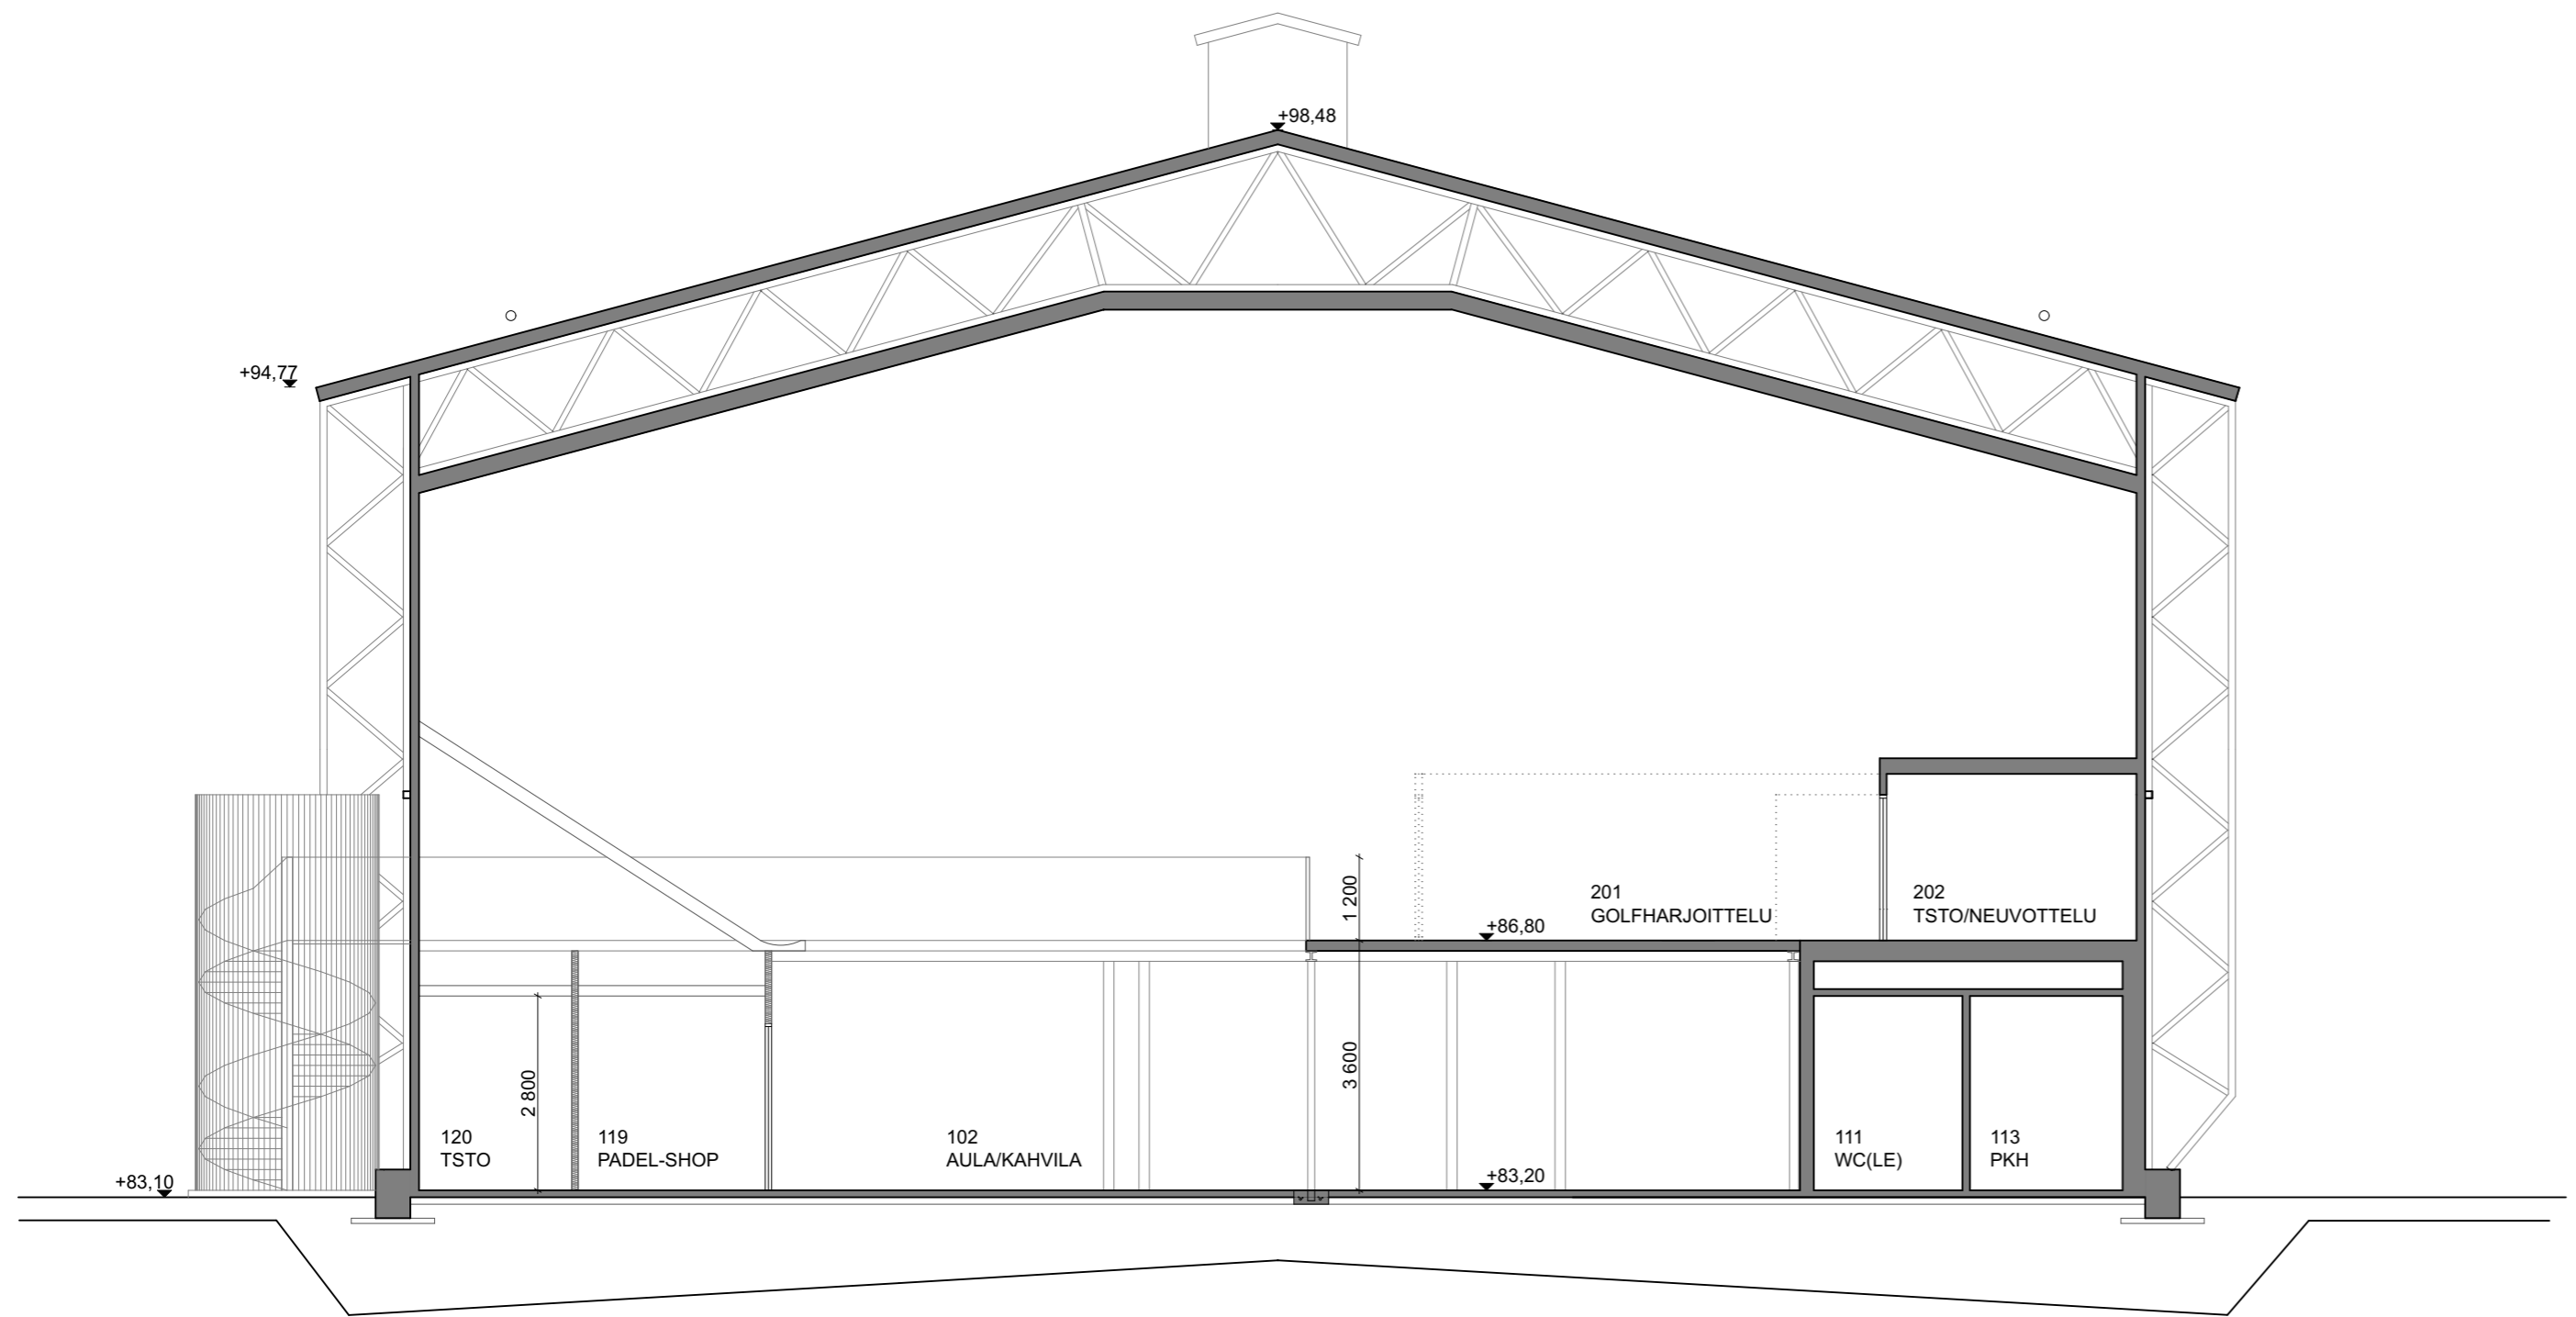 +98,48
+94,77
1 200
201
GOLFHARJOITTELU
202
TSTO/NEUVOTTELU
+86,80
2 800
3 600
120
TSTO
119
PADEL-SHOP
102
AULA/KAHVILA
111
WC(LE)
113
PKH
+83,10
+83,20